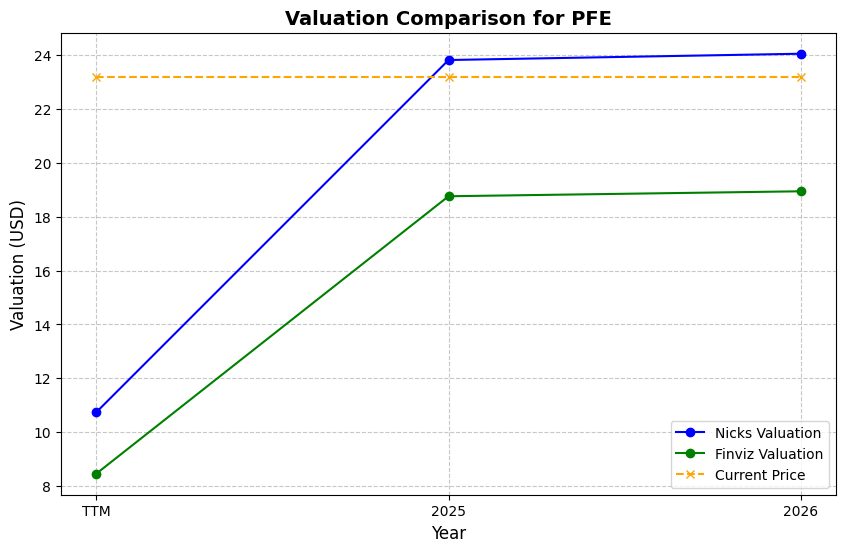 Valuation Comparison for PFE
Valuation (USD)
24
22
20
18
16
14
12
10
8
TTM
2025
2026
Year
Nicks Valuation
Finviz Valuation
Current Price